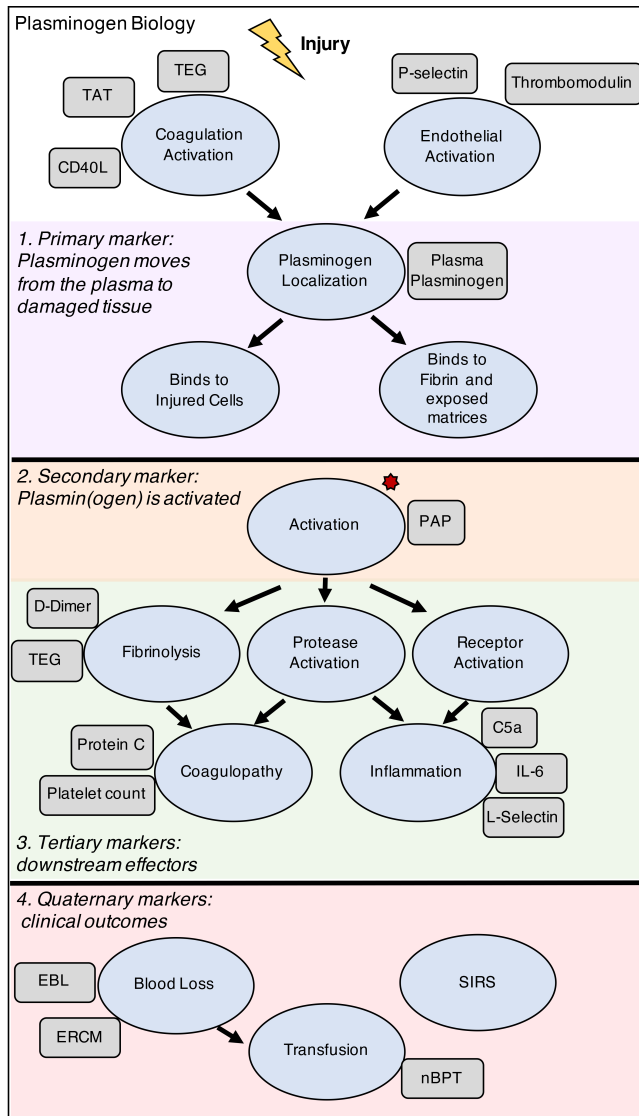 Plasminogen Biology
Injury
TEG
TAT
CD40L
Coagulation
Activation
P-selectin
Thrombomodulin
Endothelial
Activation
1. Primary marker:
Plasminogen moves
from the plasma to
damaged tissue
Plasminogen
Localization
Plasma
Plasminogen
Binds to
Injured Cells
Binds to
Fibrin and
exposed
matrices
2. Secondary marker:
Plasmin(ogen) is activated
Activation
PAP
D-Dimer
TEG
Fibrinolysis
Protease
Activation
Receptor
Activation
Protein C
Platelet count
Coagulopathy
Inflammation
C5a
IL-6
L-Selectin
3. Tertiary markers:
downstream effectors
4. Quaternary markers:
clinical outcomes
EBL
ERCM
Blood Loss
SIRS
Transfusion
nBPT